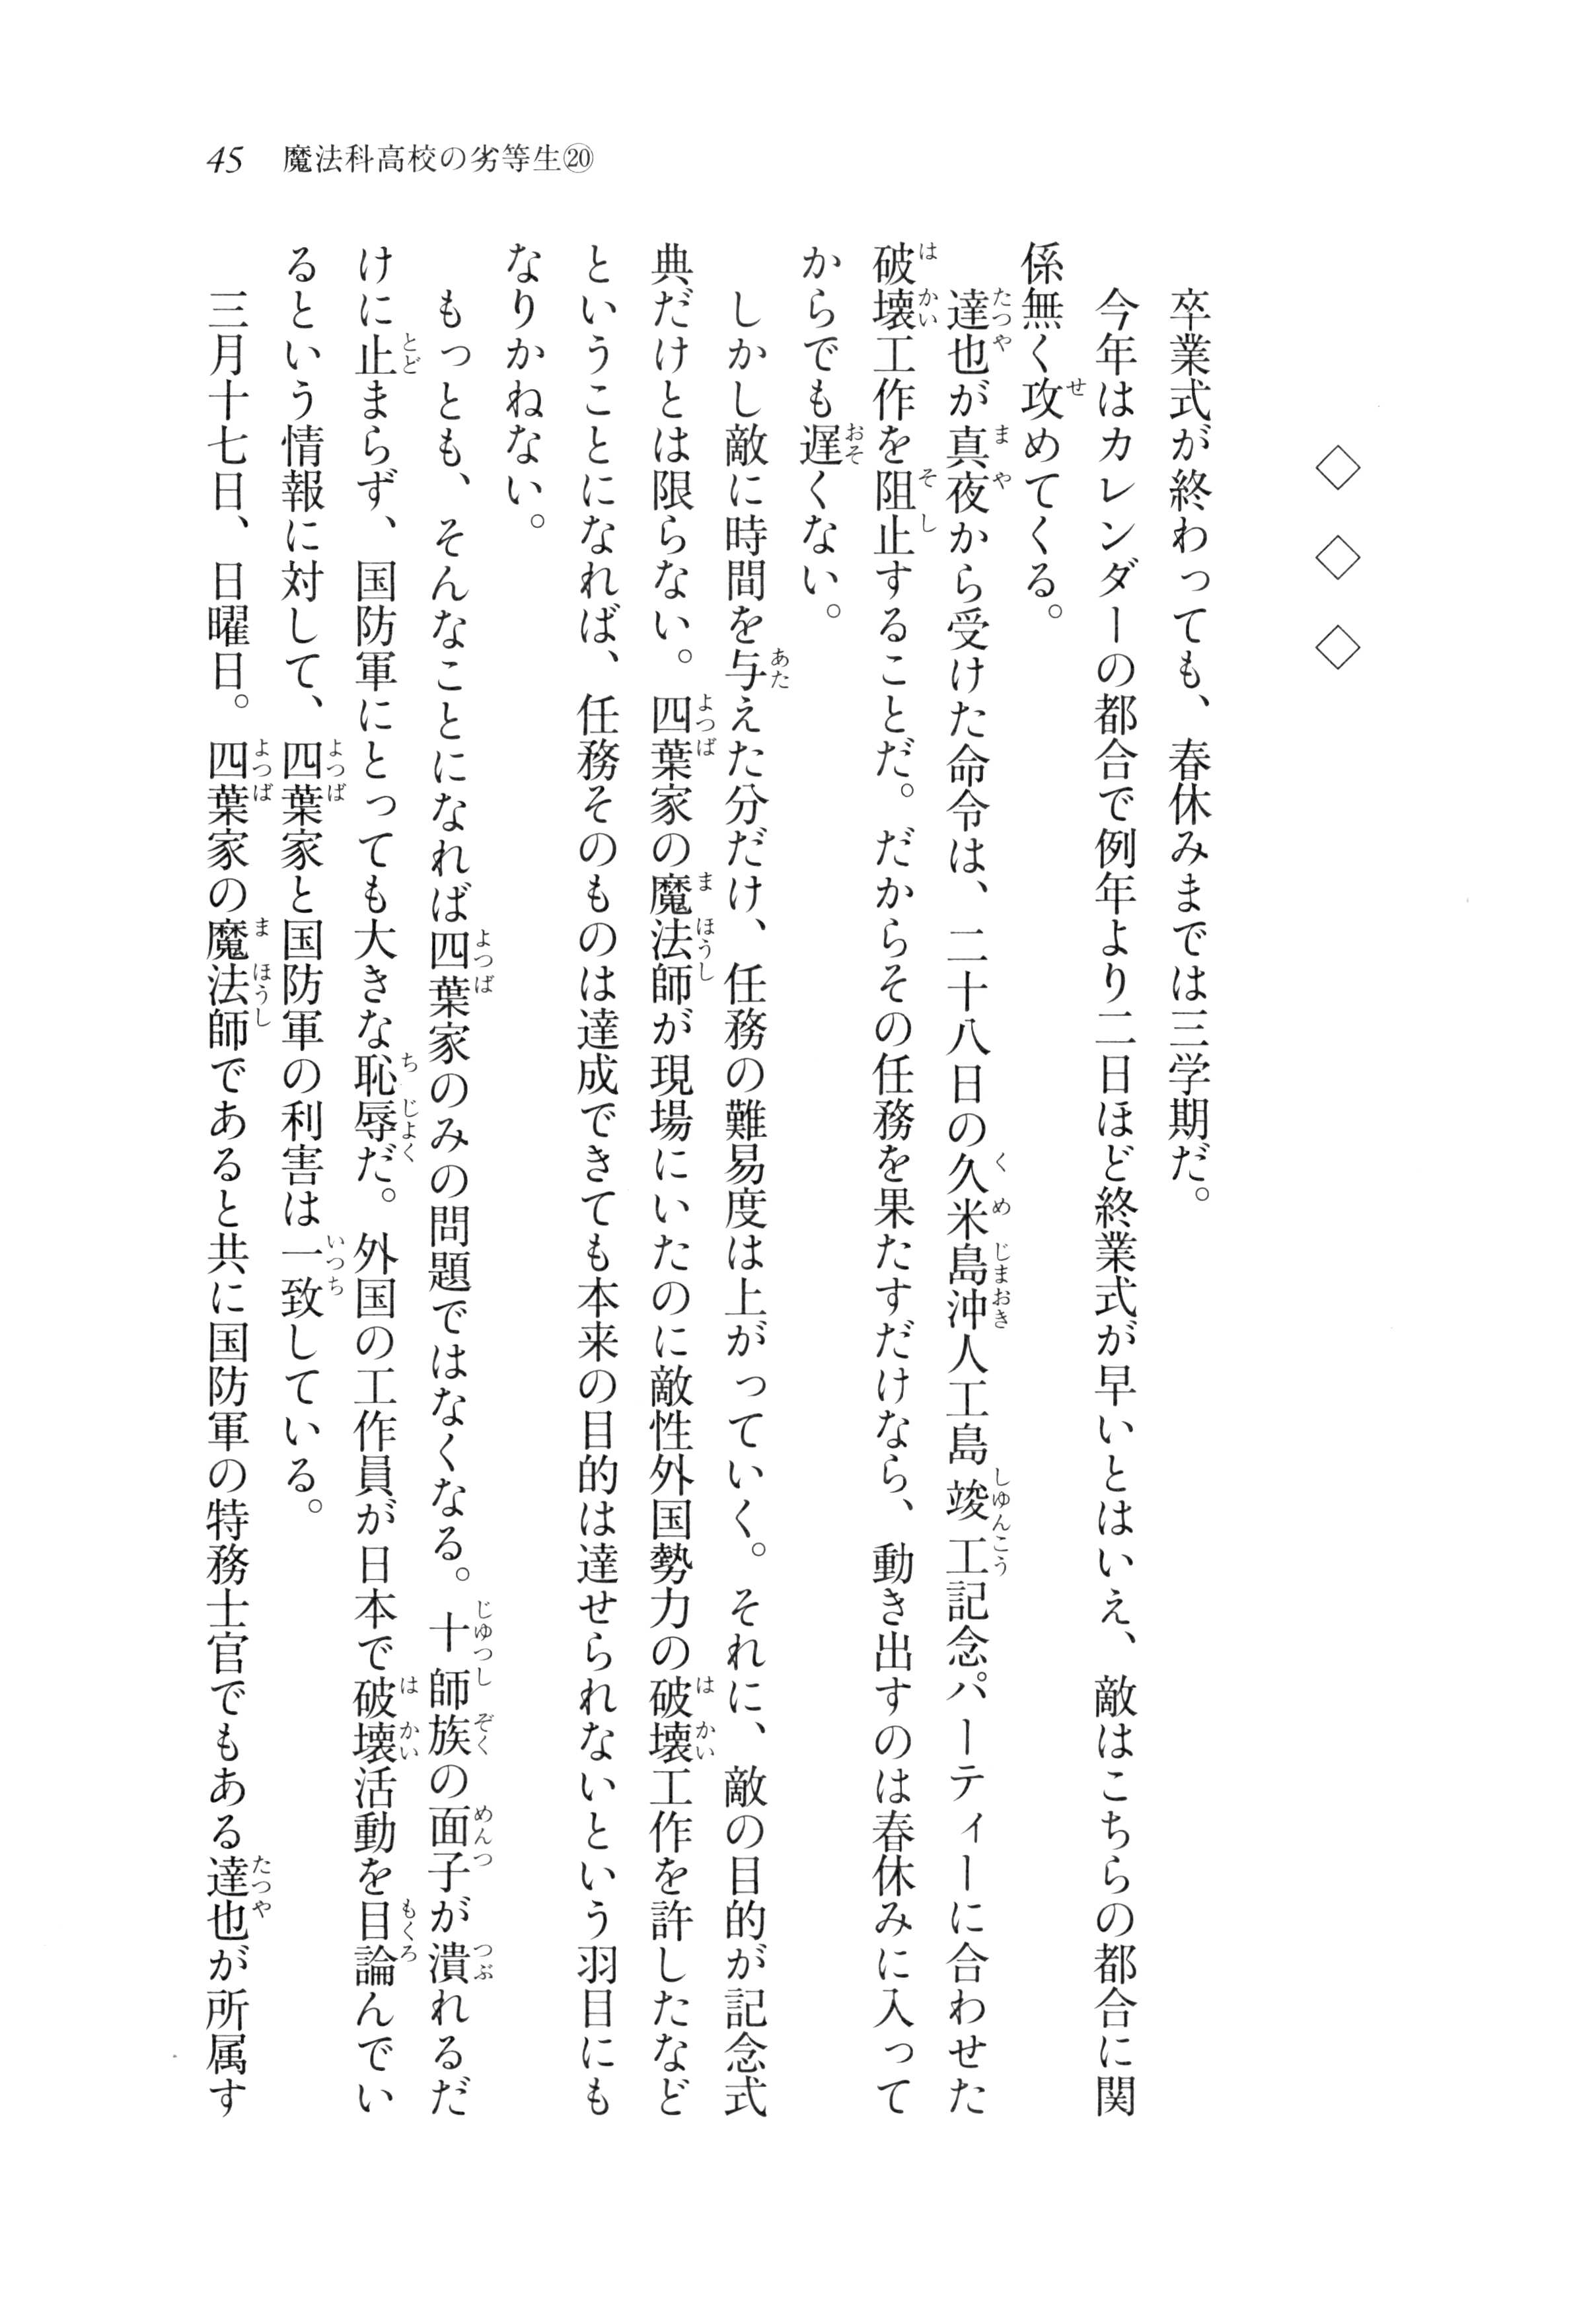 45 魔法科高校の劣等生⑳
◇ ◇ ◇
卒業式が終わっても、春休みまでは三学期だ。
今年はカレンダーの都合で例年より二日ほど終業式が早いとはいえ、敵はこちらの都合に関
係無く攻めてくる。
達也が真夜から受けた命令は、二十八日の久米島沖人工島竣工記念パーティーに合わせた
破壊工作を阻止することだ。だからその任務を果たすだけなら、動き出すのは春休みに入って
からでも遅くない。
しかし敵に時間を与えた分だけ、任務の難易度は上がっていく。それに、敵の目的が記念式
典だけとは限らない。四葉家の魔法師が現場にいたのに敵性外国勢力の破壊工作を許したなど
ということになれば、任務そのものは達成できても本来の目的は達せられないという羽目にも
なりかねない。
もっとも、そんなことになれば四葉家のみの問題ではなくなる。十師族の面子が潰れるだ
けに止まらず、国防軍にとっても大きな恥辱だ。外国の工作員が日本で破壊活動を目論んでい
るという情報に対して、四葉家と国防軍の利害は一致している。
三月十七日、日曜日。四葉家の魔法師であると共に国防軍の特務士官でもある達也が所属す